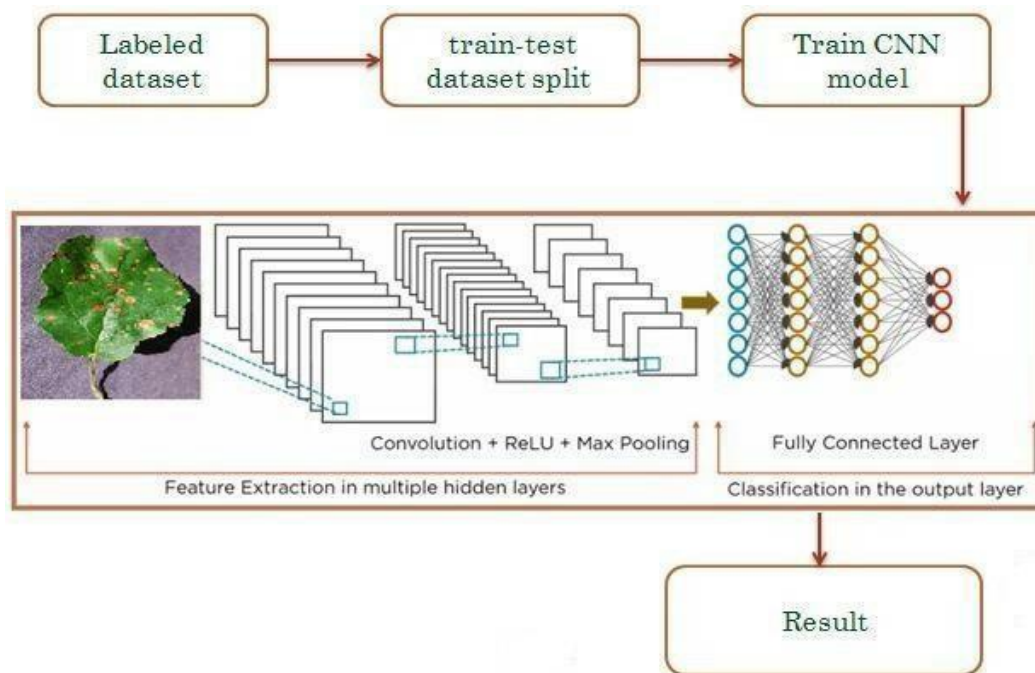 Labeled
dataset
train-test
dataset split
Train CNN
model
Convolution + ReLU + Max Pooling
Fully Connected Layer
Feature Extraction in multiple hidden layers
Classification in the output layer
Result